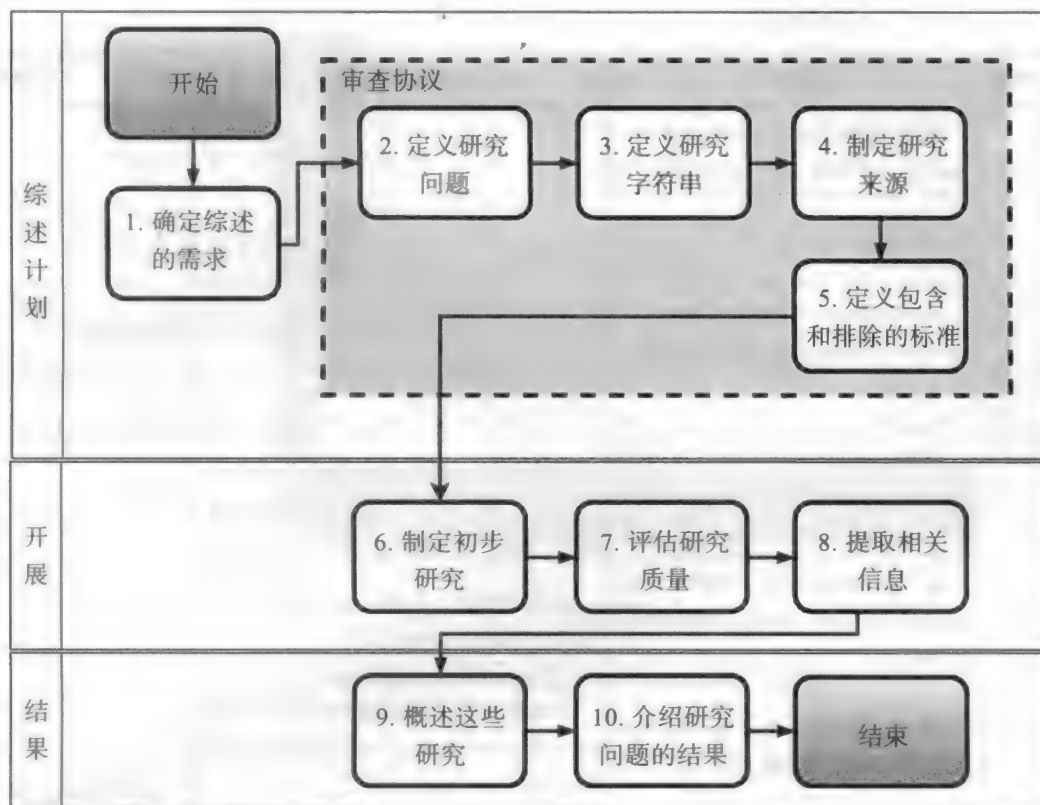 综述计划
开始
1. 确定综述
的需求
审查协议
2. 定义研究
问题
3. 定义研究
字符串
4. 制定研究
来源
5. 定义包含
和排除的标准
开展
6. 制定初步
研究
7. 评估研究
质量
8. 提取相关
信息
结果
9. 概述这些
研究
10. 介绍研究
问题的结果
结束